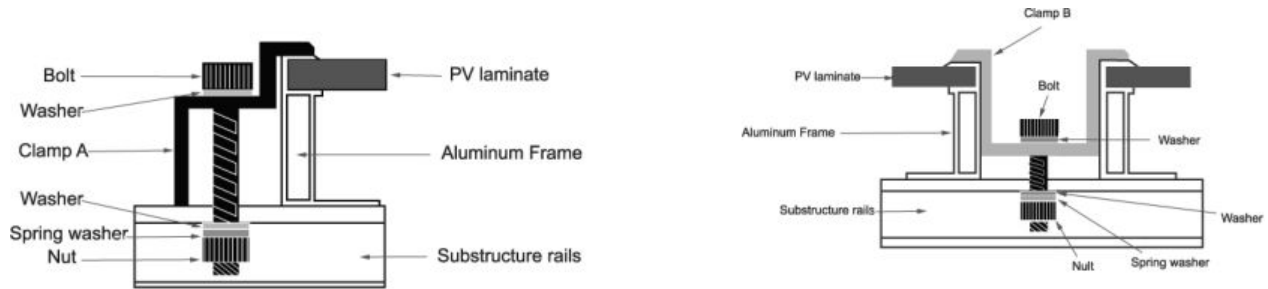 Bolt
Washer
Clamp A
Washer
Spring washer
Nut
PV laminate
Aluminum Frame
Substructure rails
Clamp B
PV laminate
Bolt
Aluminum Frame
Washer
Substructure rails
Washer
Spring washer
Nult